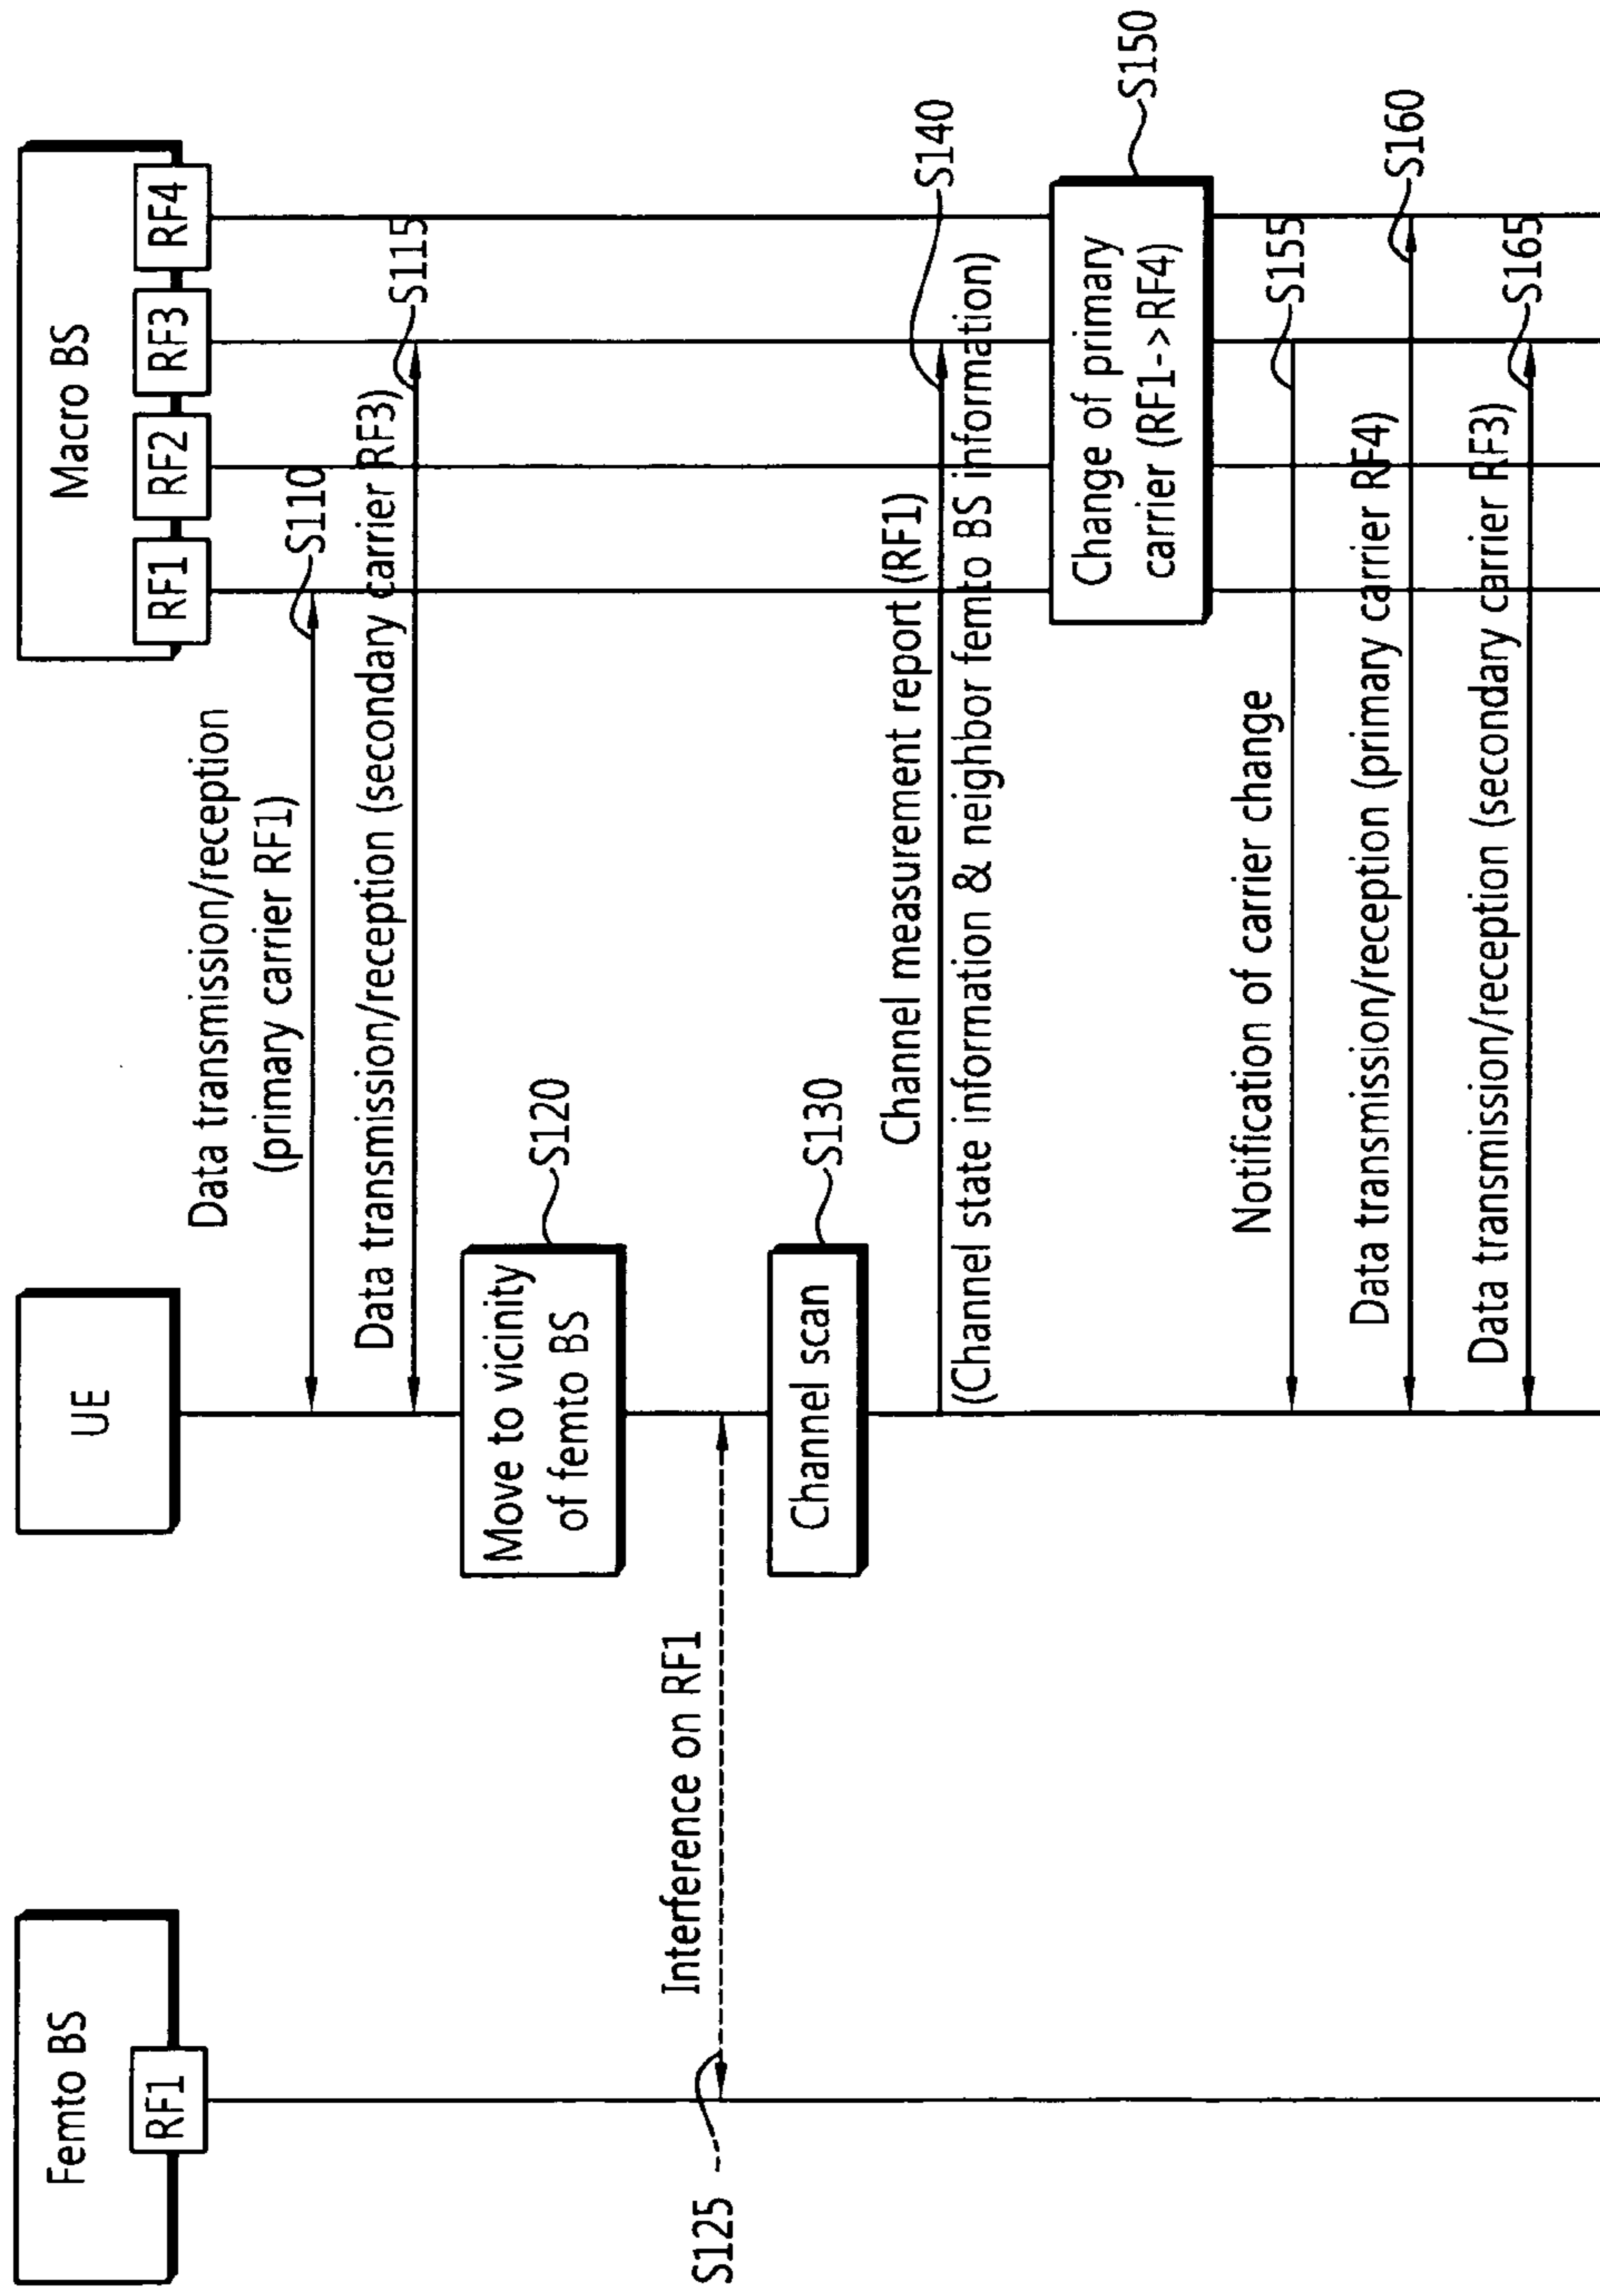 Femto BS
RF1
UE
Macro BS
RF1
RF2
RF3
RF4
Data transmission/reception
(primary carrier RF1)
S110
Data transmission/reception (secondary carrier RF3)
S115
Move to vicinity
of femto BS
S120
Interference on RF1
S125
Channel scan
S130
Channel measurement report (RF1)
(Channel state information & neighbor femto BS information)
S140
Change of primary
carrier (RF1->RF4)
S150
Notification of carrier change
S155
Data transmission/reception (primary carrier RF4)
S160
Data transmission/reception (secondary carrier RF3)
S165